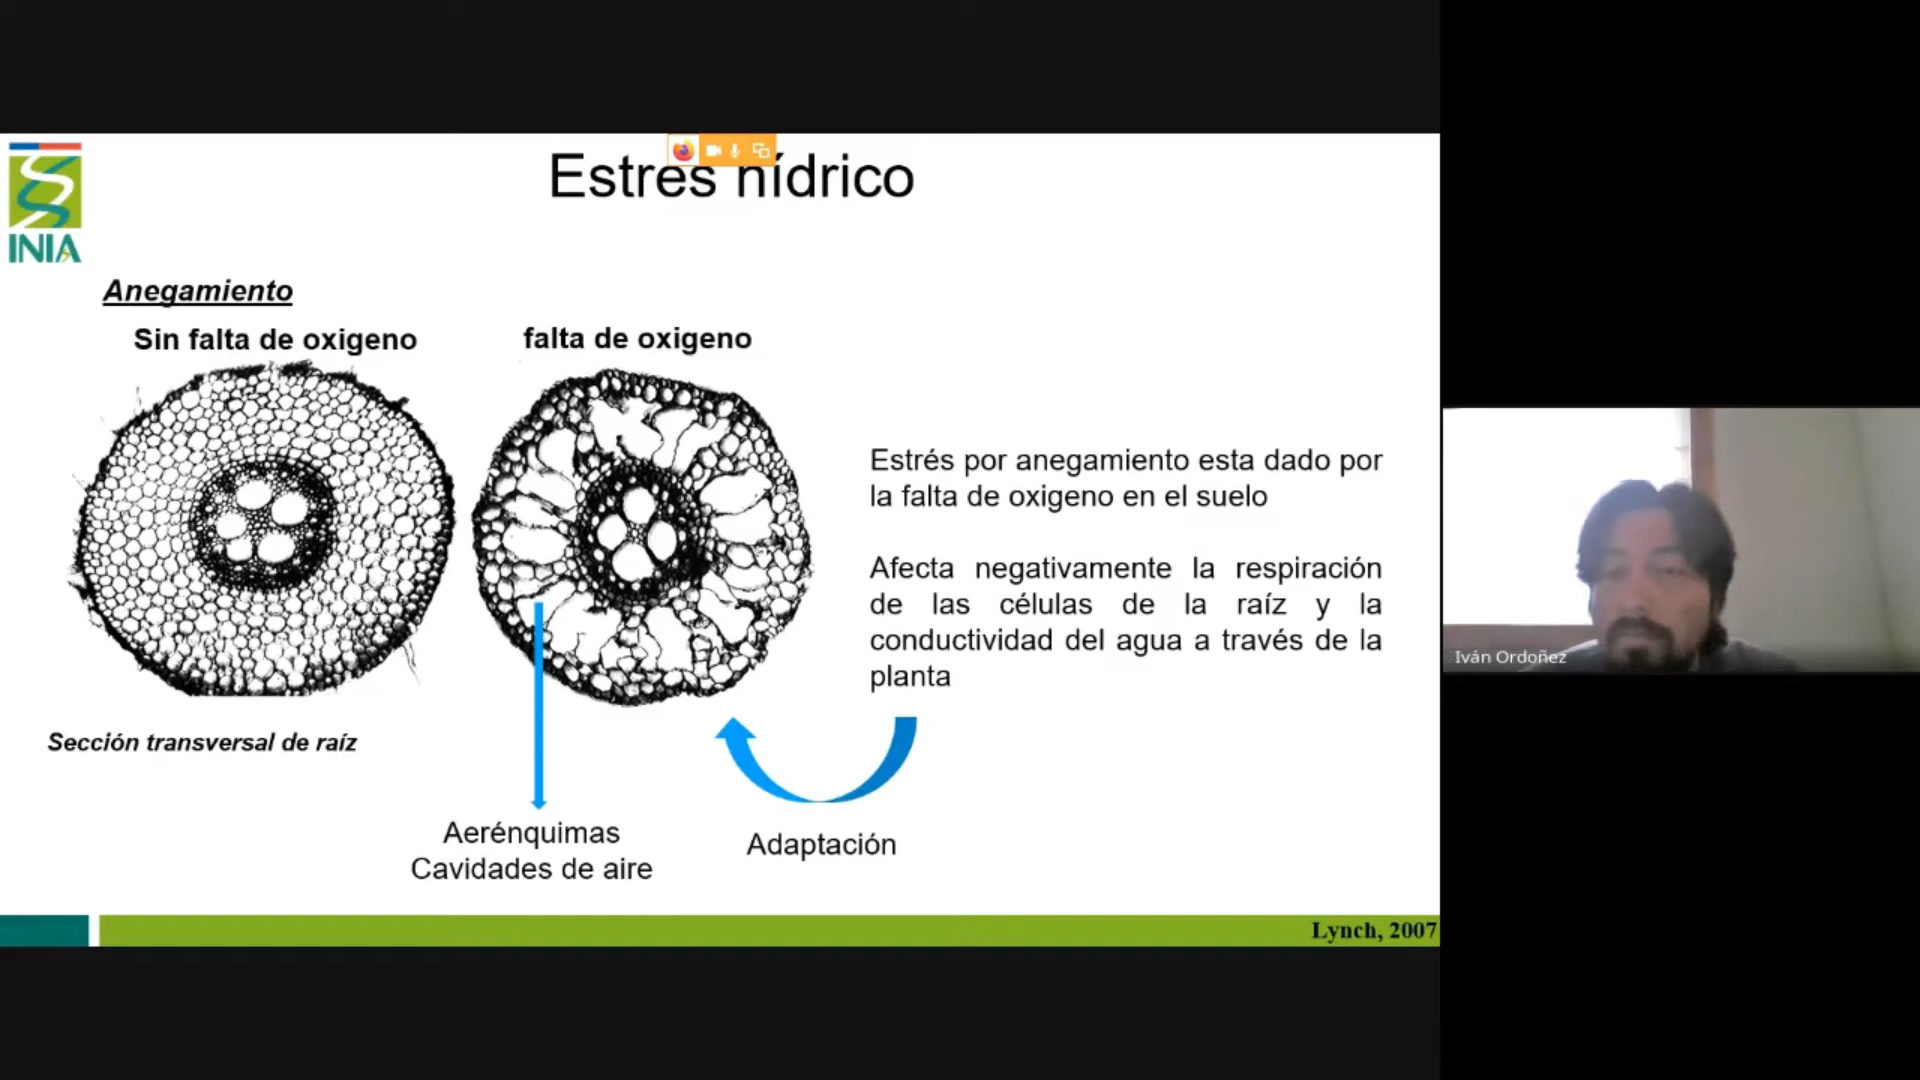 Estrés hídrico
INIA
Anegamiento
Sin falta de oxigeno
falta de oxigeno
Estrés por anegamiento esta dado por
la falta de oxigeno en el suelo
Afecta negativamente la respiración
de las células de la raíz y la
conductividad del agua a través de la
planta
Iván Ordoñez
Sección transversal de raíz
Aerénquimas
Cavidades de aire
Adaptación
Lynch, 2007